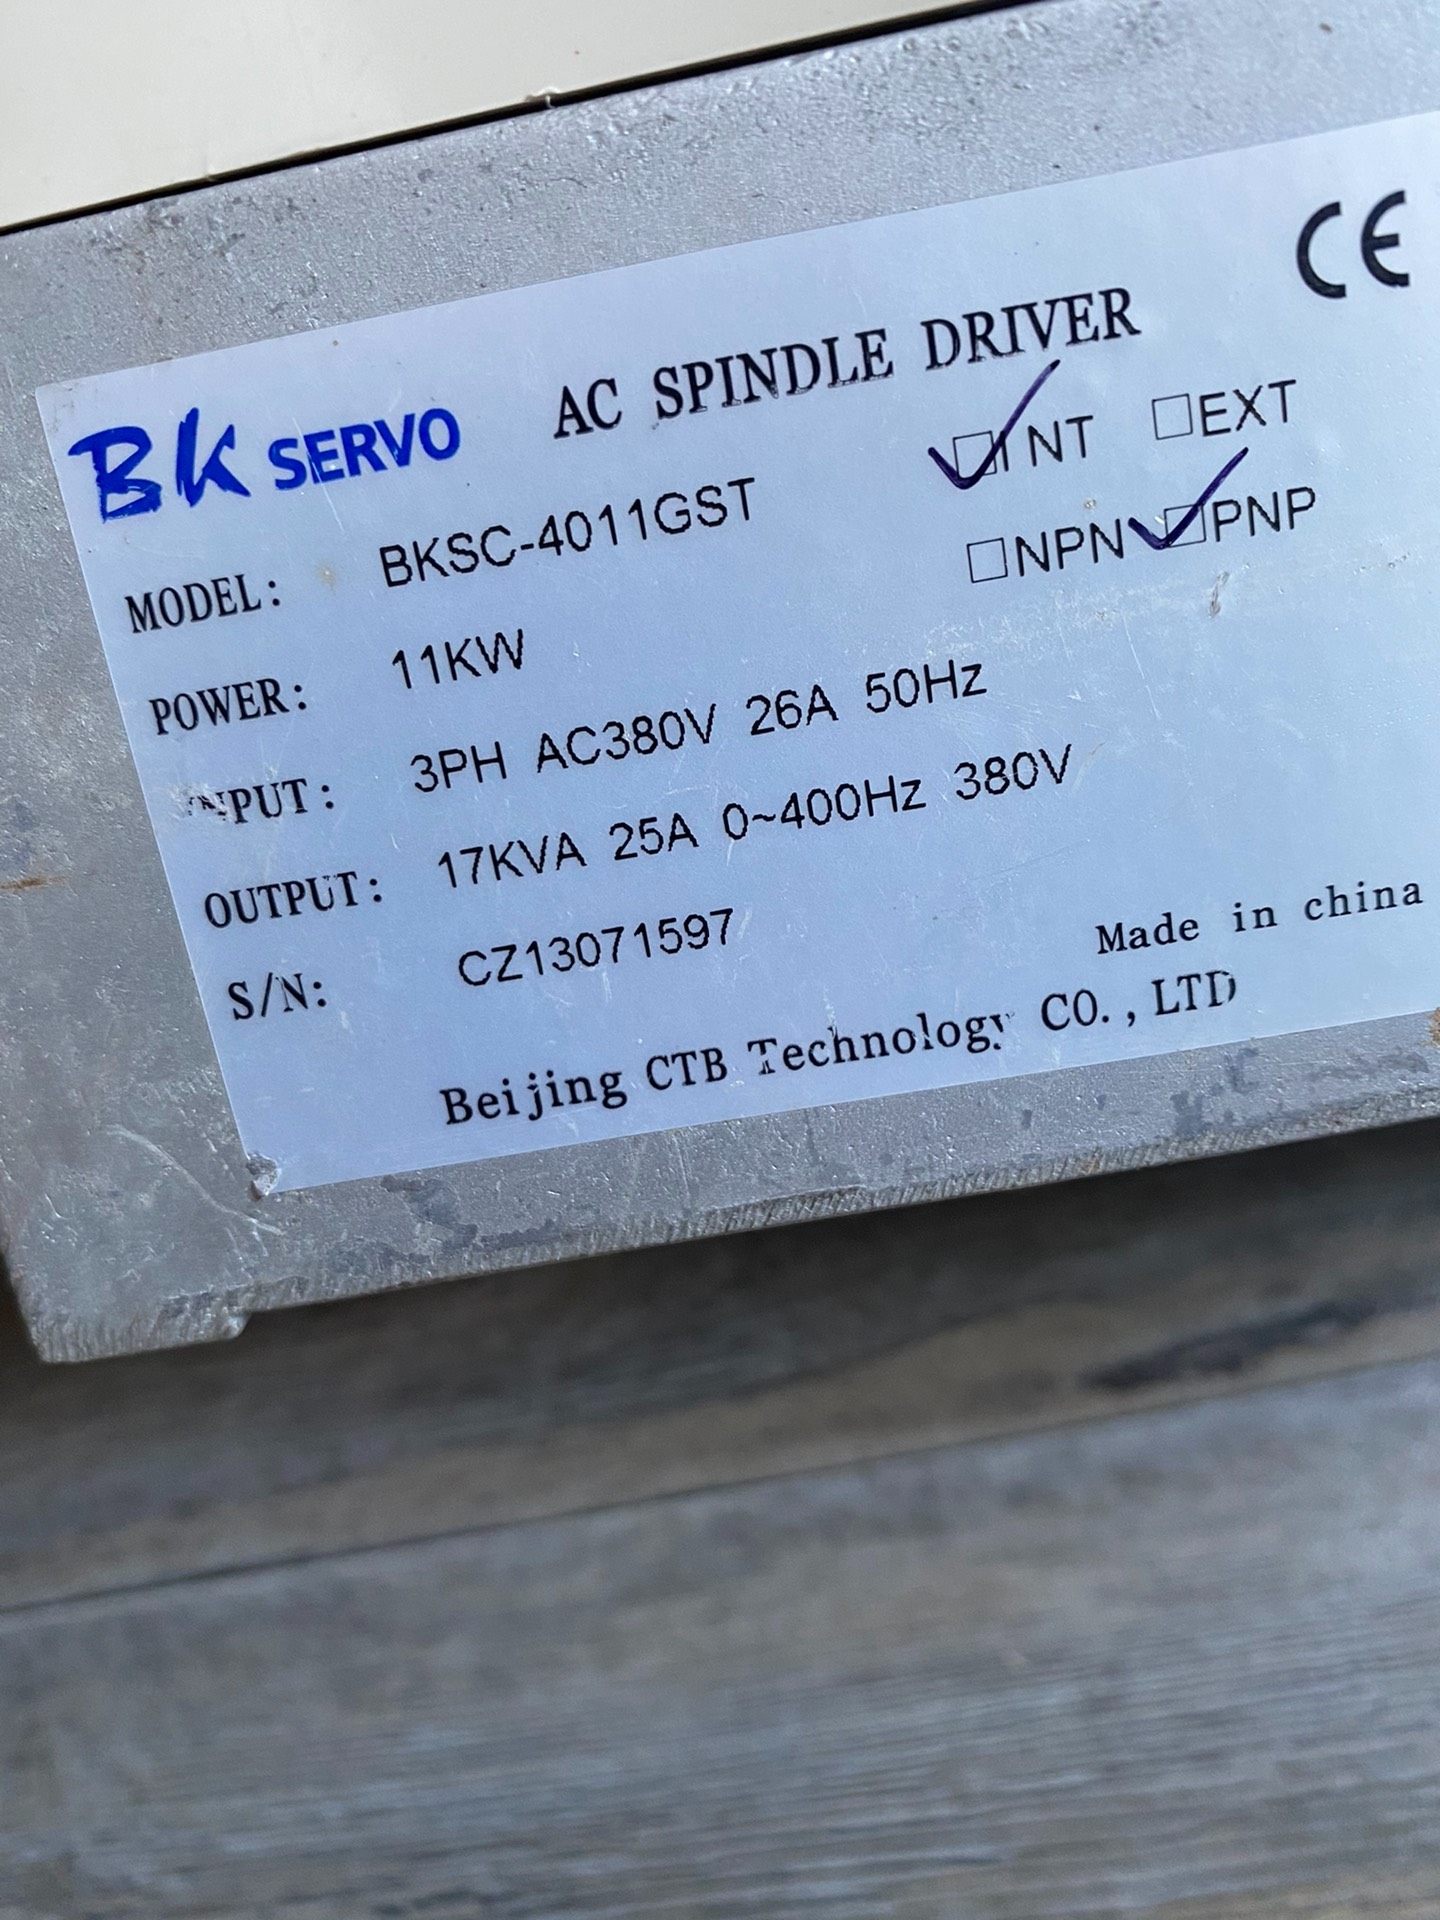 CE
BK SERVO AC SPINDLE DRIVER
MODEL: BKSC-4011GST □INT □EXT
POWER: 11KW □NPN □PNP
INPUT: 3PH AC380V 26A 50Hz
OUTPUT: 17KVA 25A 0~400Hz 380V
S/N: CZ13071597
Made in china
Beijing CTB Technology CO., LTD